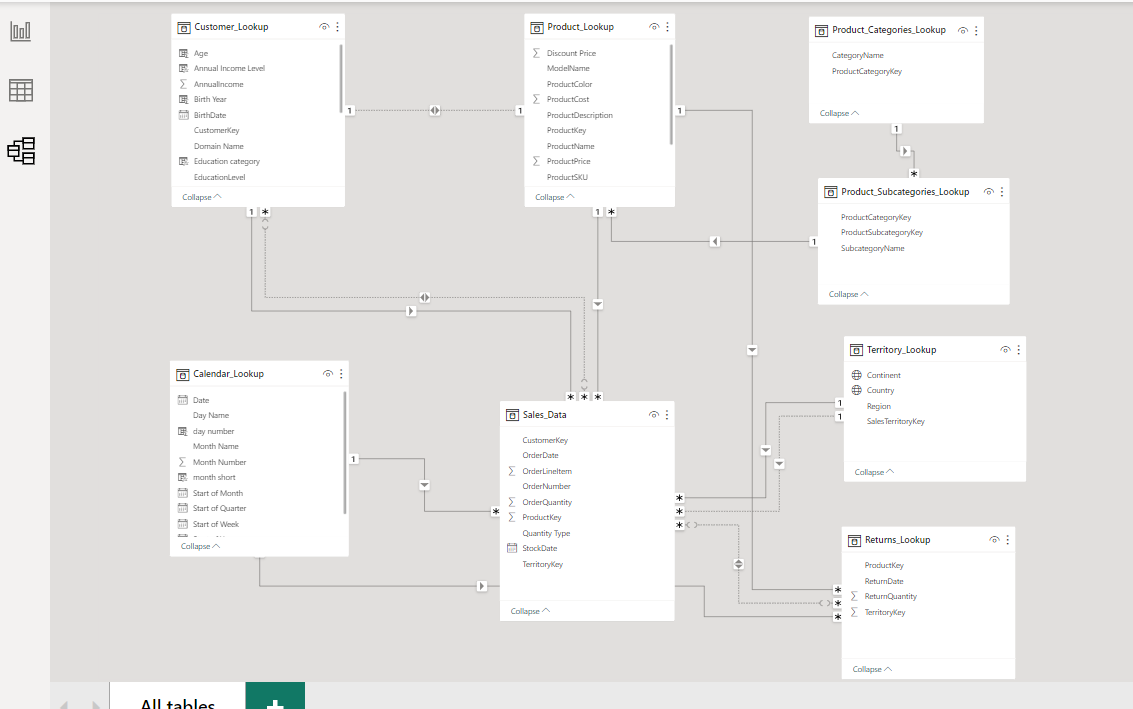 Customer_Lookup
Age
Annual Income Level
AnnualIncome
Birth Year
BirthDate
CustomerKey
Domain Name
Education category
EducationLevel
Collapse
Product_Lookup
Discount Price
ModelName
ProductColor
ProductCost
ProductDescription
ProductKey
ProductName
ProductPrice
ProductSKU
Collapse
Product_Categories_Lookup
CategoryName
ProductCategoryKey
Collapse
Product_Subcategories_Lookup
ProductCategoryKey
ProductSubcategoryKey
SubcategoryName
Collapse
Calendar_Lookup
Date
Day Name
day number
Month Name
Month Number
month short
Start of Month
Start of Quarter
Start of Week
Collapse
Sales_Data
CustomerKey
OrderDate
OrderLineItem
OrderNumber
OrderQuantity
ProductKey
Quantity Type
StockDate
TerritoryKey
Collapse
Territory_Lookup
Continent
Country
Region
SalesTerritoryKey
Collapse
Returns_Lookup
ProductKey
ReturnDate
ReturnQuantity
TerritoryKey
Collapse
1
1
1
1
*
1
*
1
*
1
1
1
1
*
*
*
*
*
*
*
*
*
*
All tables
+